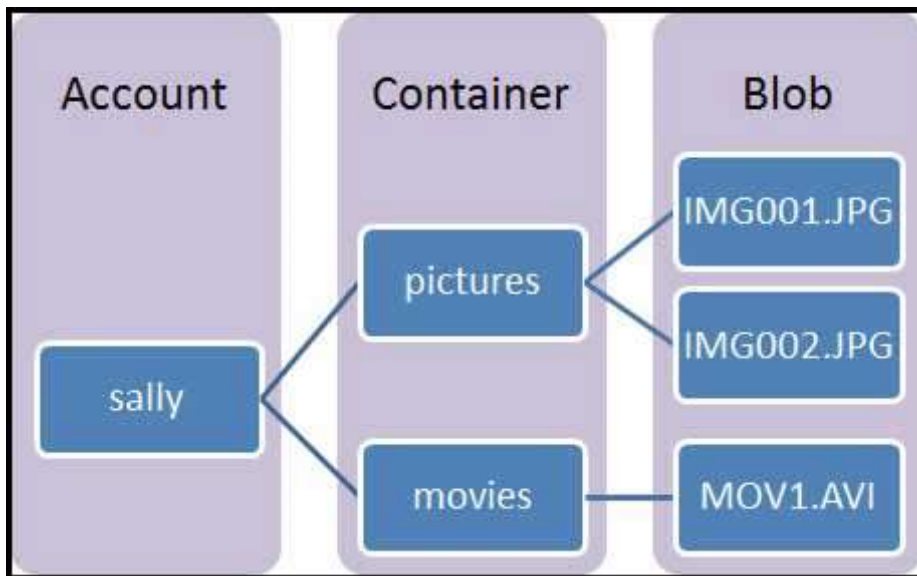 Account
Container
Blob
IMG001.JPG
pictures
IMG002.JPG
sally
movies
MOV1.AVI